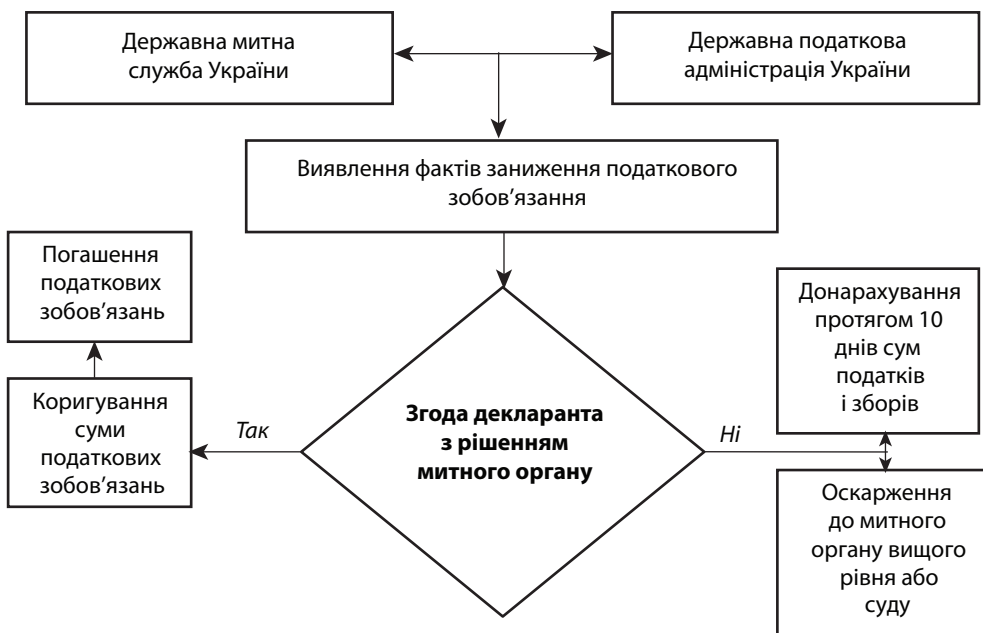 Державна митна
служба України
Державна податкова
адміністрація України
Виявлення фактів заниження податкового
зобов’язання
Погашення
податкових
зобов’язань
Коригування
суми
податкових
зобов’язань
Так
Згода декларанта
з рішенням
митного органу
Ні
Донарахування
протягом 10
днів сум
податків
і зборів
Оскарження
до митного
органу вищого
рівня або
суду